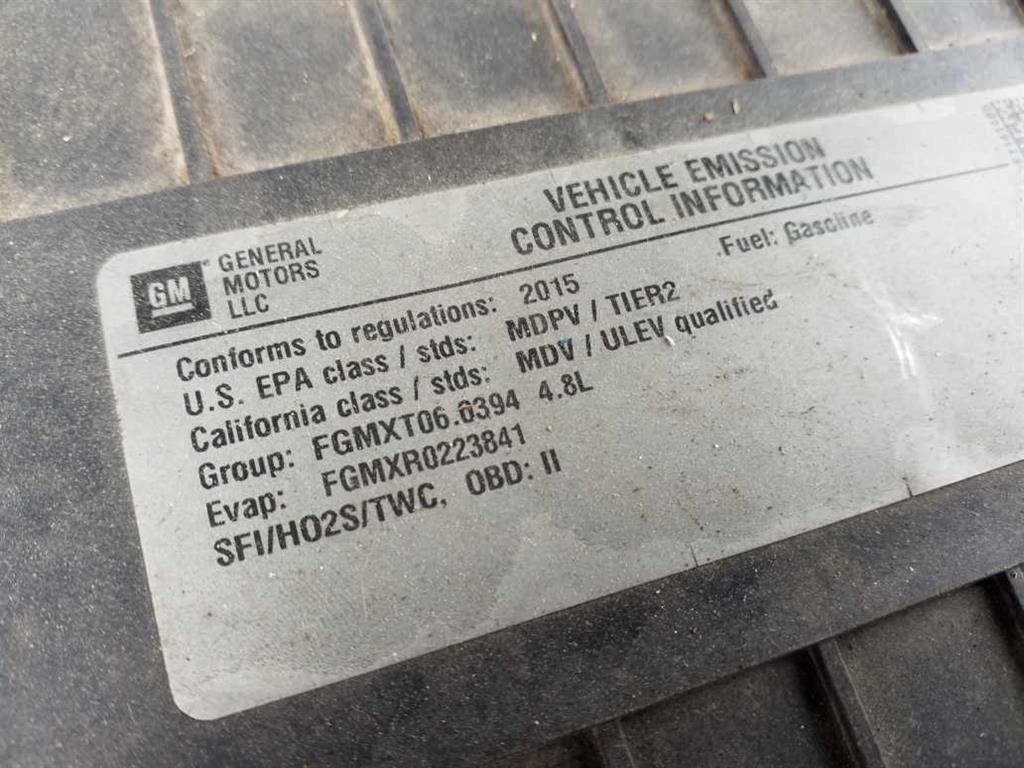 VEHICLE EMISSION
CONTROL INFORMATION
GM
GENERAL
MOTORS
LLC
Fuel: Gasoline
Conforms to regulations: 2015
U.S. EPA class / stds: MDPV / TIER2
California class / stds: MDV / ULEV qualified
Group: FGMXT06.0394 4.8L
Evap: FGMXR0223841
SFI/HO2S/TWC, OBD: II